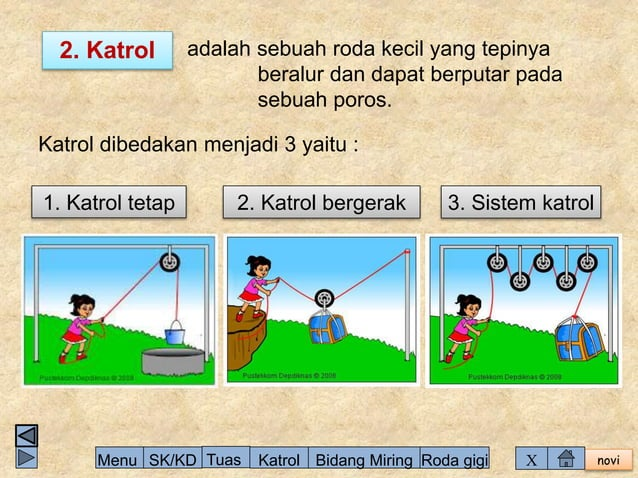 2. Katrol
adalah sebuah roda kecil yang tepinya
beralur dan dapat berputar pada
sebuah poros.
Katrol dibedakan menjadi 3 yaitu :
1. Katrol tetap
2. Katrol bergerak
3. Sistem katrol
Pustekkom Depdiknas © 2008
Pustekkom Depdiknas © 2008
Pustekkom Depdiknas © 2008
Menu SK/KD Tuas Katrol Bidang Miring Roda gigi X novi